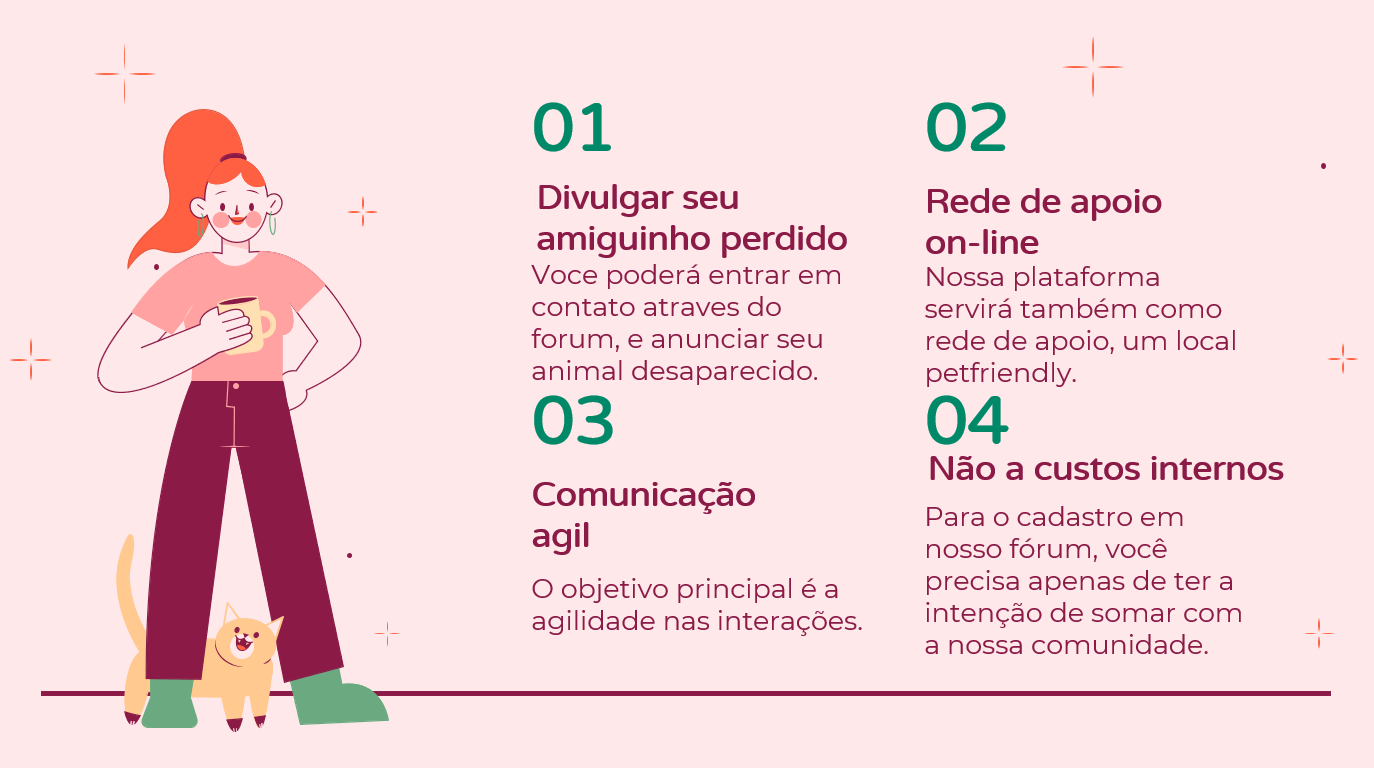 01
Divulgar seu
amiguinho perdido
Voce poderá entrar em
contato atraves do
forum, e anunciar seu
animal desaparecido.
02
Rede de apoio
on-line
Nossa plataforma
servirá também como
rede de apoio, um local
petfriendly.
03
Comunicação
agil
O objetivo principal é a
agilidade nas interações.
04
Não a custos internos
Para o cadastro em
nosso fórum, você
precisa apenas de ter a
intenção de somar com
a nossa comunidade.